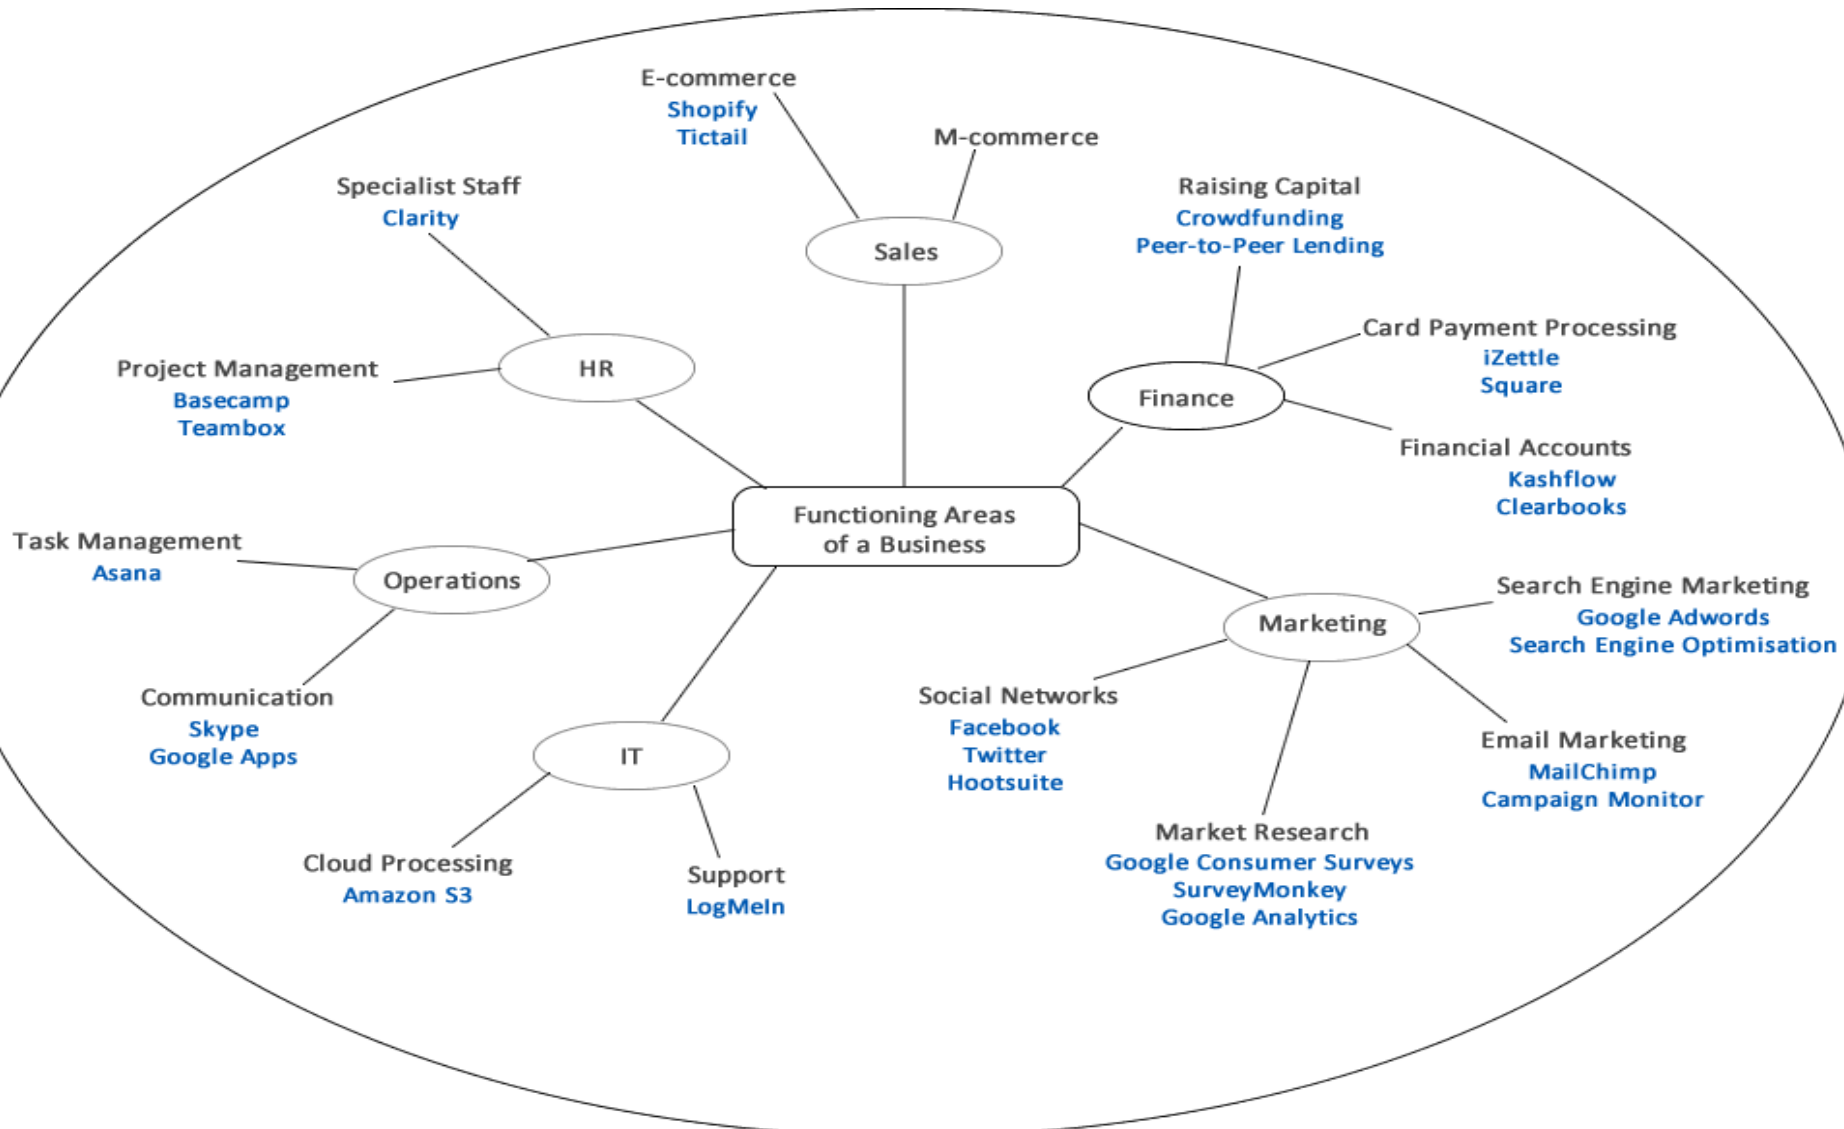 E-commerce
Shopify
Tictail
M-commerce
Specialist Staff
Clarity
Raising Capital
Crowdfunding
Peer-to-Peer Lending
Sales
Card Payment Processing
iZettle
Square
Project Management
Basecamp
Teambox
HR
Finance
Financial Accounts
Kashflow
Clearbooks
Functioning Areas
of a Business
Task Management
Asana
Operations
Search Engine Marketing
Google Adwords
Search Engine Optimisation
Marketing
Communication
Skype
Google Apps
Social Networks
Facebook
Twitter
Hootsuite
IT
Email Marketing
MailChimp
Campaign Monitor
Market Research
Google Consumer Surveys
SurveyMonkey
Google Analytics
Cloud Processing
Amazon S3
Support
LogMeIn